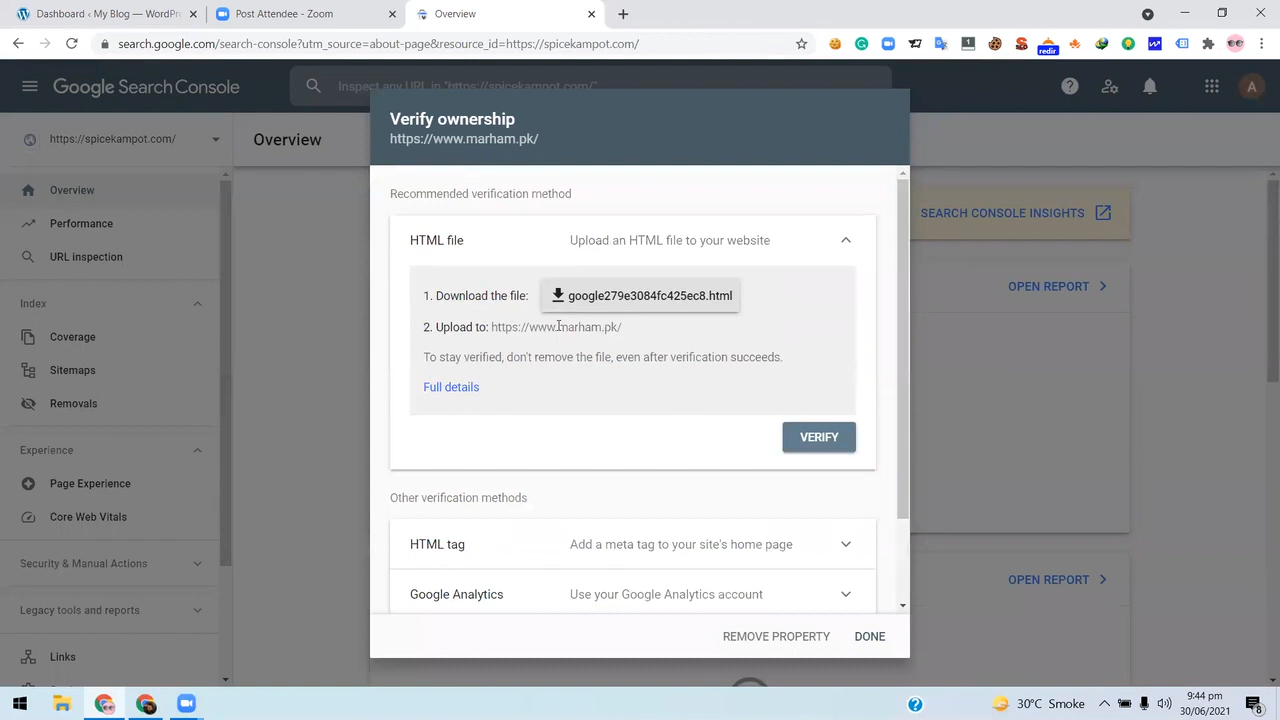 Dashboard ‹ My Blog — WordPr
Post Attendee - Zoom
Overview
search.google.com/search-console?utm_source=about-page&resource_id=https://spicekampot.com/
redir
Google Search Console
Inspect any URL in "https://spicekampot.com/"
A
https://spicekampot.com/
Overview
Overview
Performance
URL inspection
Index
Coverage
Sitemaps
Removals
Experience
Page Experience
Core Web Vitals
Security & Manual Actions
Legacy tools and reports
Links
SEARCH CONSOLE INSIGHTS
OPEN REPORT
OPEN REPORT
Verify ownership
https://www.marham.pk/
Recommended verification method
HTML file Upload an HTML file to your website
1. Download the file: google279e3084fc425ec8.html
2. Upload to: https://www.marham.pk/
To stay verified, don't remove the file, even after verification succeeds.
Full details
VERIFY
Other verification methods
HTML tag Add a meta tag to your site's home page
Google Analytics Use your Google Analytics account
REMOVE PROPERTY DONE
30°C Smoke
9:44 pm
30/06/2021
8